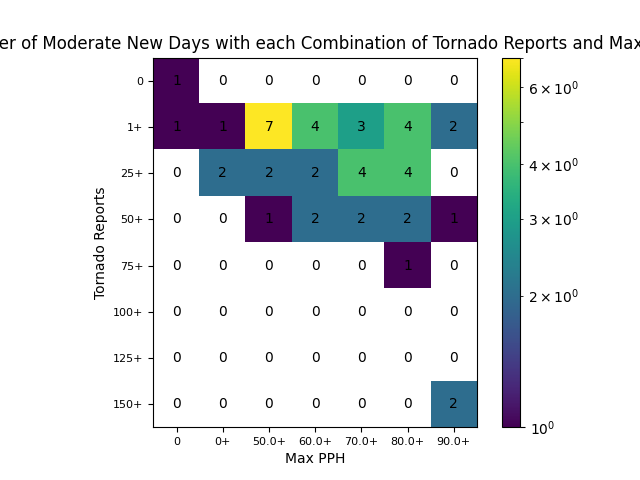 er of Moderate New Days with each Combination of Tornado Reports and Max
0 1 0 0 0 0 0 0
1+ 1 1 7 4 3 4 2
25+ 0 2 2 2 4 4 0
50+ 0 0 1 2 2 2 1
75+ 0 0 0 0 0 1 0
100+ 0 0 0 0 0 0 0
125+ 0 0 0 0 0 0 0
150+ 0 0 0 0 0 0 2
0 0+ 50.0+ 60.0+ 70.0+ 80.0+ 90.0+
Max PPH
Tornado Reports
6 × 10⁰
4 × 10⁰
3 × 10⁰
2 × 10⁰
10⁰